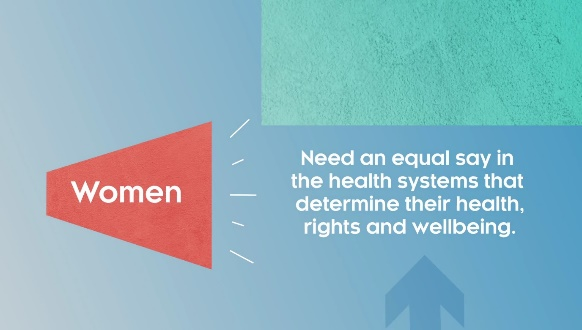 Women
Need an equal say in
the health systems that
determine their health,
rights and wellbeing.